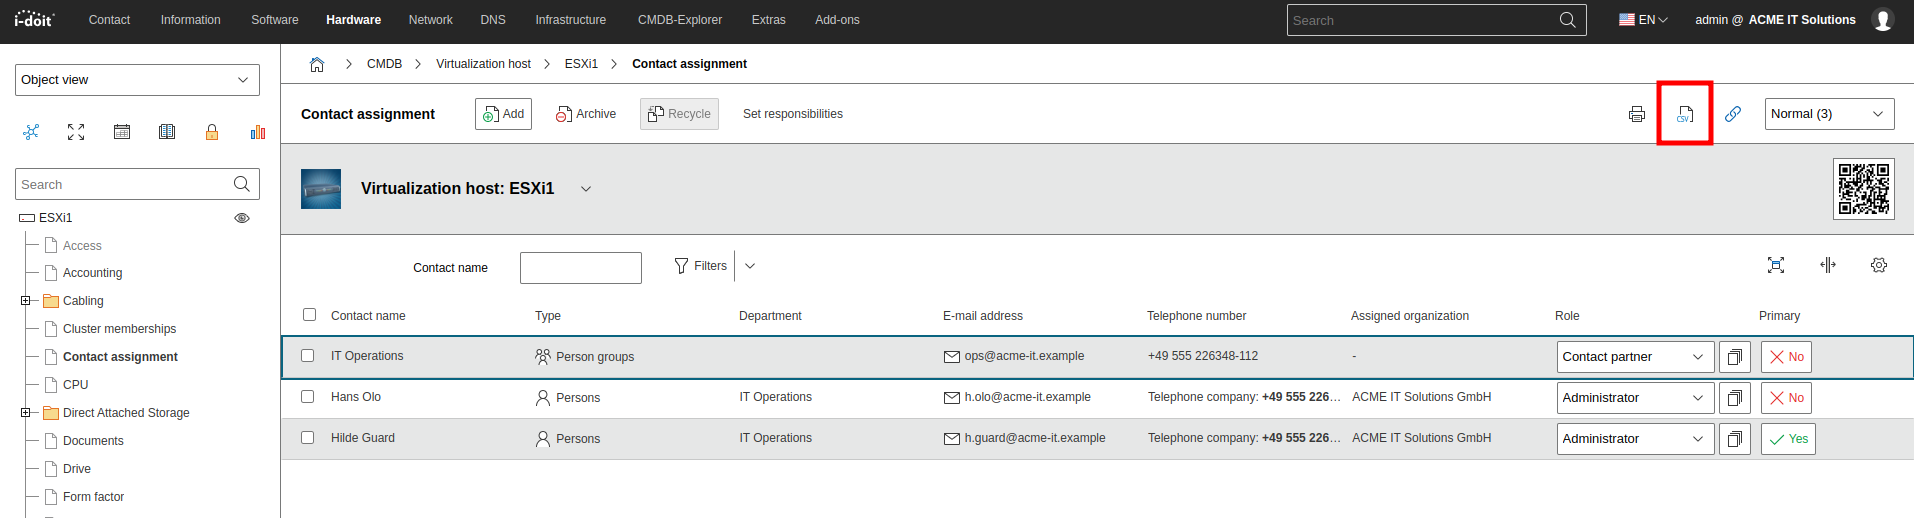 i-doit Contact Information Software Hardware Network DNS Infrastructure CMDB-Explorer Extras Add-ons Search EN admin @ ACME IT Solutions
Object view
CMDB Virtualization host ESXi1 Contact assignment
Contact assignment Add Archive Recycle Set responsibilities CSV Normal (3)
Search
Virtualization host: ESXi1
ESXi1
Access
Accounting
Cabling
Cluster memberships
Contact assignment
CPU
Direct Attached Storage
Documents
Drive
Form factor
Contact name Filters
Contact name Type Department E-mail address Telephone number Assigned organization Role Primary
IT Operations Person groups ops@acme-it.example +49 555 226348-112 - Contact partner No
Hans Olo Persons IT Operations h.olo@acme-it.example Telephone company: +49 555 226... ACME IT Solutions GmbH Administrator No
Hilde Guard Persons IT Operations h.guard@acme-it.example Telephone company: +49 555 226... ACME IT Solutions GmbH Administrator Yes